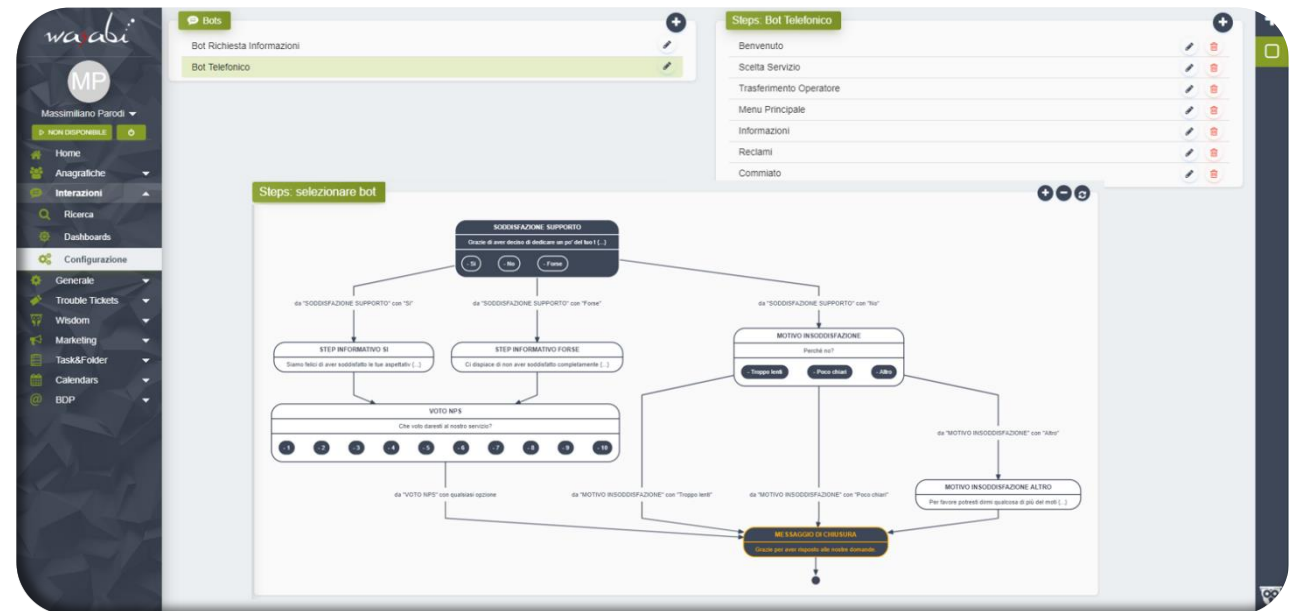 wasabi
MP
Massimiliano Parodi
NON DISPONIBILE
Home
Anagrafiche
Interazioni
Ricerca
Dashboards
Configurazione
Generale
Trouble Tickets
Wisdom
Marketing
Task&Folder
Calendars
BDP
Bots
Bot Richiesta Informazioni
Bot Telefonico
Steps: Bot Telefonico
Benvenuto
Scelta Servizio
Trasferimento Operatore
Menu Principale
Informazioni
Reclami
Commiato
Steps: selezionare bot
SODDISFAZIONE SUPPORTO
Grazie di aver deciso di dedicare un po' del tuo t (...)
- Si
- No
- Forse
da "SODDISFAZIONE SUPPORTO" con "Si"
da "SODDISFAZIONE SUPPORTO" con "Forse"
da "SODDISFAZIONE SUPPORTO" con "No"
STEP INFORMATIVO SI
Siamo felici di aver soddisfatto le tue aspettativ (...)
STEP INFORMATIVO FORSE
Ci dispiace di non aver soddisfatto completamente (...)
MOTIVO INSODDISFAZIONE
Perché no?
- Troppo lenti
- Poco chiari
- Altro
VOTO NPS
Che voto daresti al nostro servizio?
- 1
- 2
- 3
- 4
- 5
- 6
- 7
- 8
- 9
- 10
da "MOTIVO INSODDISFAZIONE" con "Altro"
da "VOTO NPS" con qualsiasi opzione
da "MOTIVO INSODDISFAZIONE" con "Troppo lenti"
da "MOTIVO INSODDISFAZIONE" con "Poco chiari"
MOTIVO INSODDISFAZIONE ALTRO
Per favore potresti dirmi qualcosa di più del moti (...)
MESSAGGIO DI CHIUSURA
Grazie per aver risposto alle nostre domande.